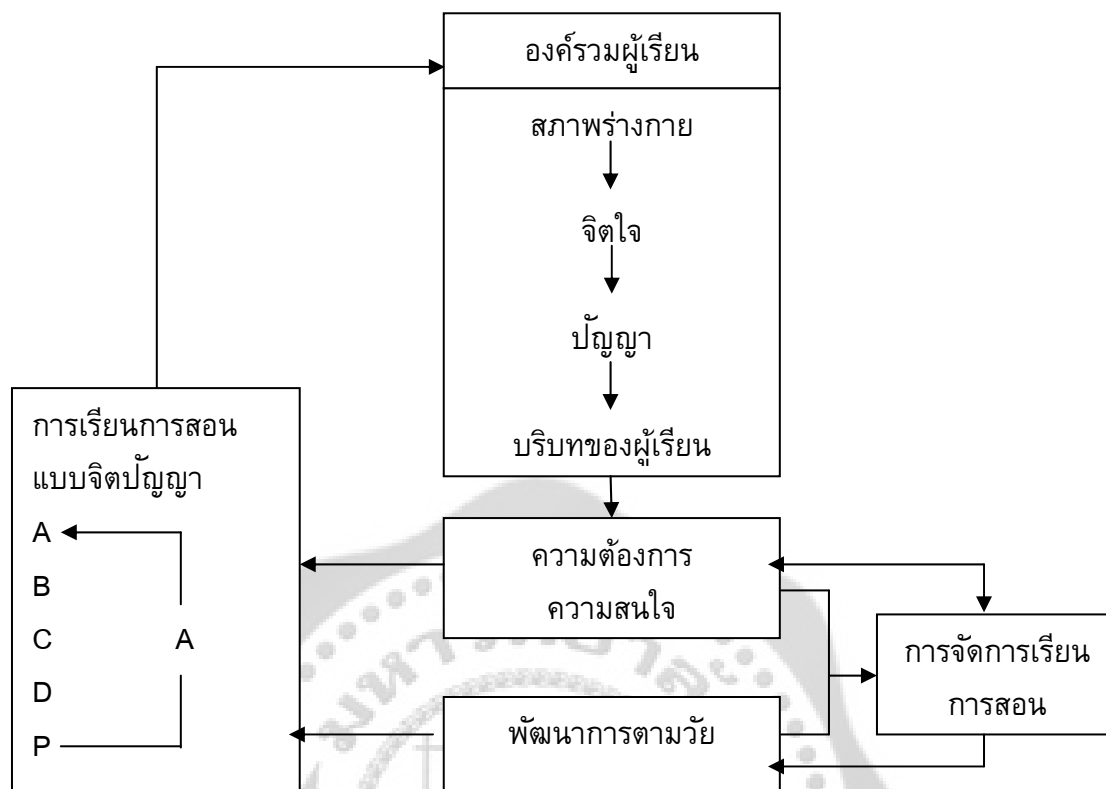 องค์รวมผู้เรียน
สภาพร่างกาย
จิตใจ
ปัญญา
บริบทของผู้เรียน
การเรียนการสอน
แบบจิตปัญญา
A
B
C
A
D
P
ความต้องการ
ความสนใจ
พัฒนาการตามวัย
การจัดการเรียน
การสอน